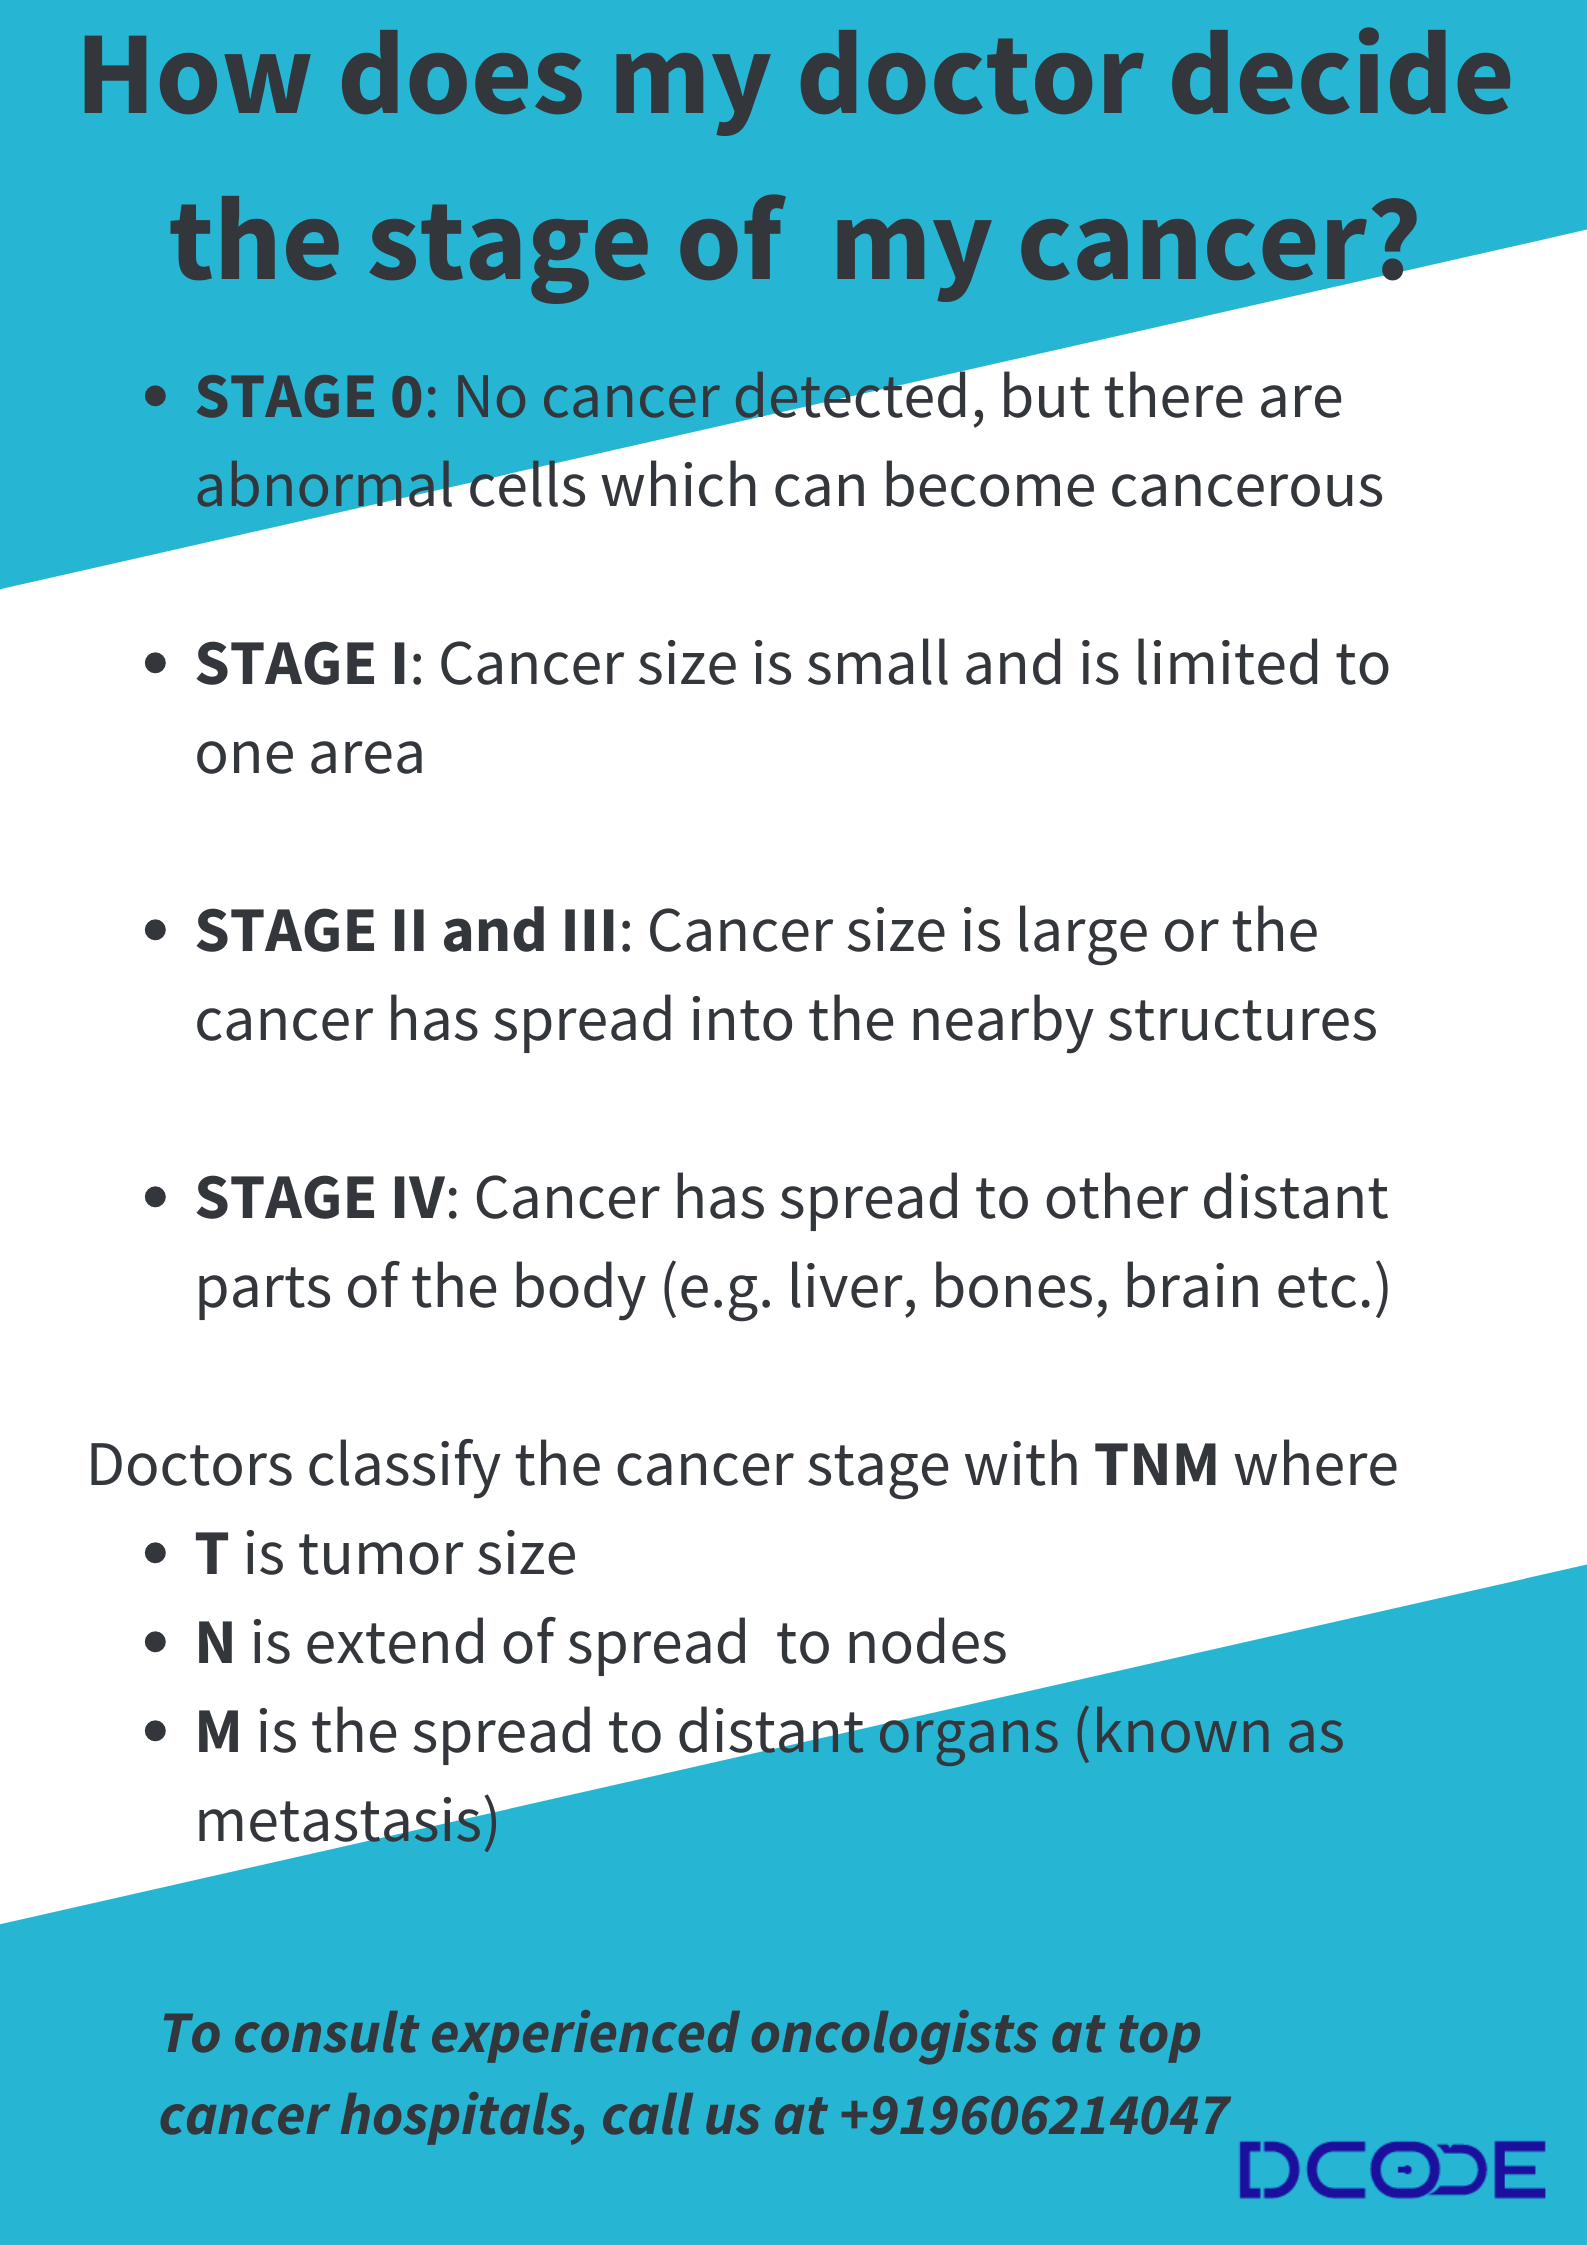 How does my doctor decide
the stage of  my cancer?
• STAGE 0: No cancer detected, but there are
abnormal cells which can become cancerous
• STAGE I: Cancer size is small and is limited to
one area
• STAGE II and III: Cancer size is large or the
cancer has spread into the nearby structures
• STAGE IV: Cancer has spread to other distant
parts of the body (e.g. liver, bones, brain etc.)
Doctors classify the cancer stage with TNM where
• T is tumor size
• N is extend of spread  to nodes
• M is the spread to distant organs (known as
metastasis)
To consult experienced oncologists at top
cancer hospitals, call us at +919606214047
DCODE